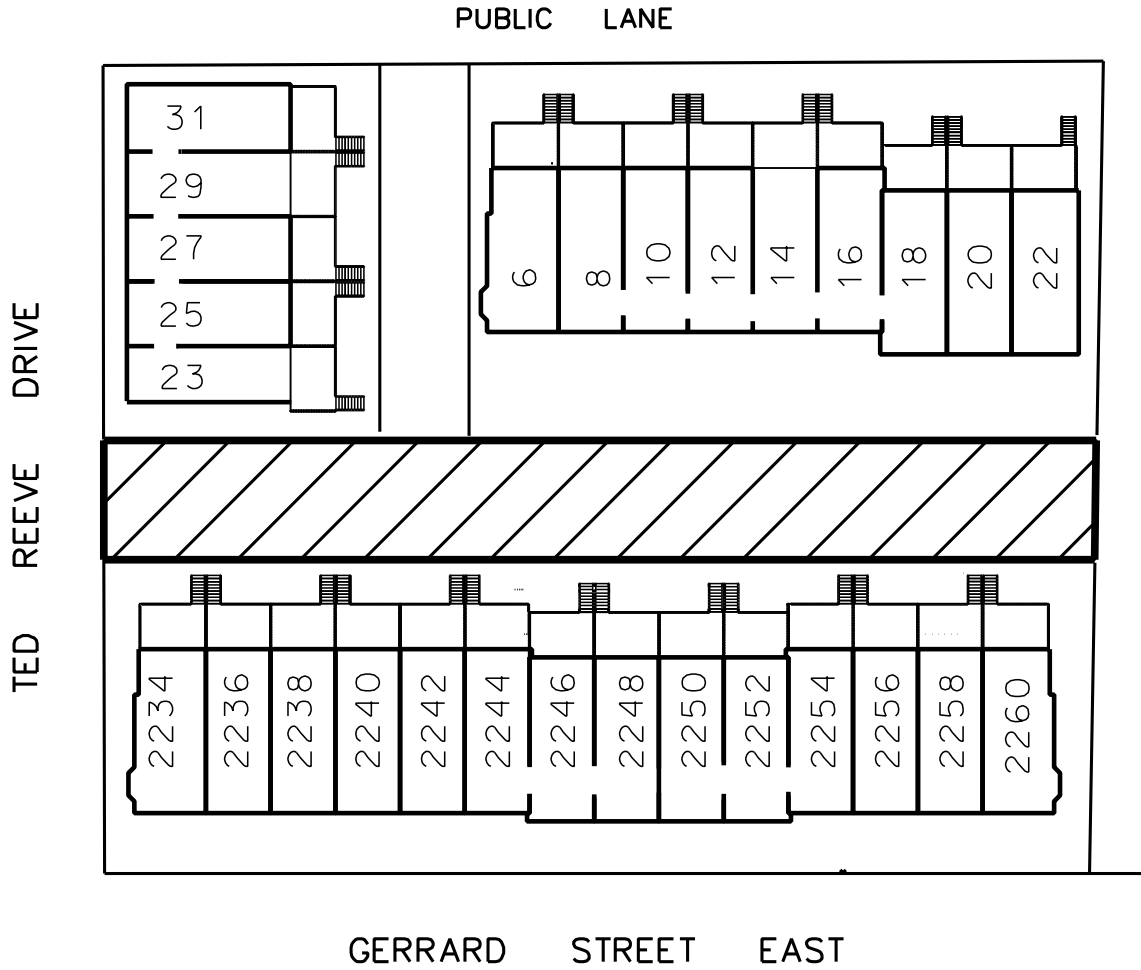 PUBLIC LANE
31
29
27
25
23
6 8 10 12 14 16 18 20 22
TED REEVE DRIVE
2234 2236 2238 2240 2242 2244 2246 2248 2250 2252 2254 2256 2258 2260
GERRARD STREET EAST